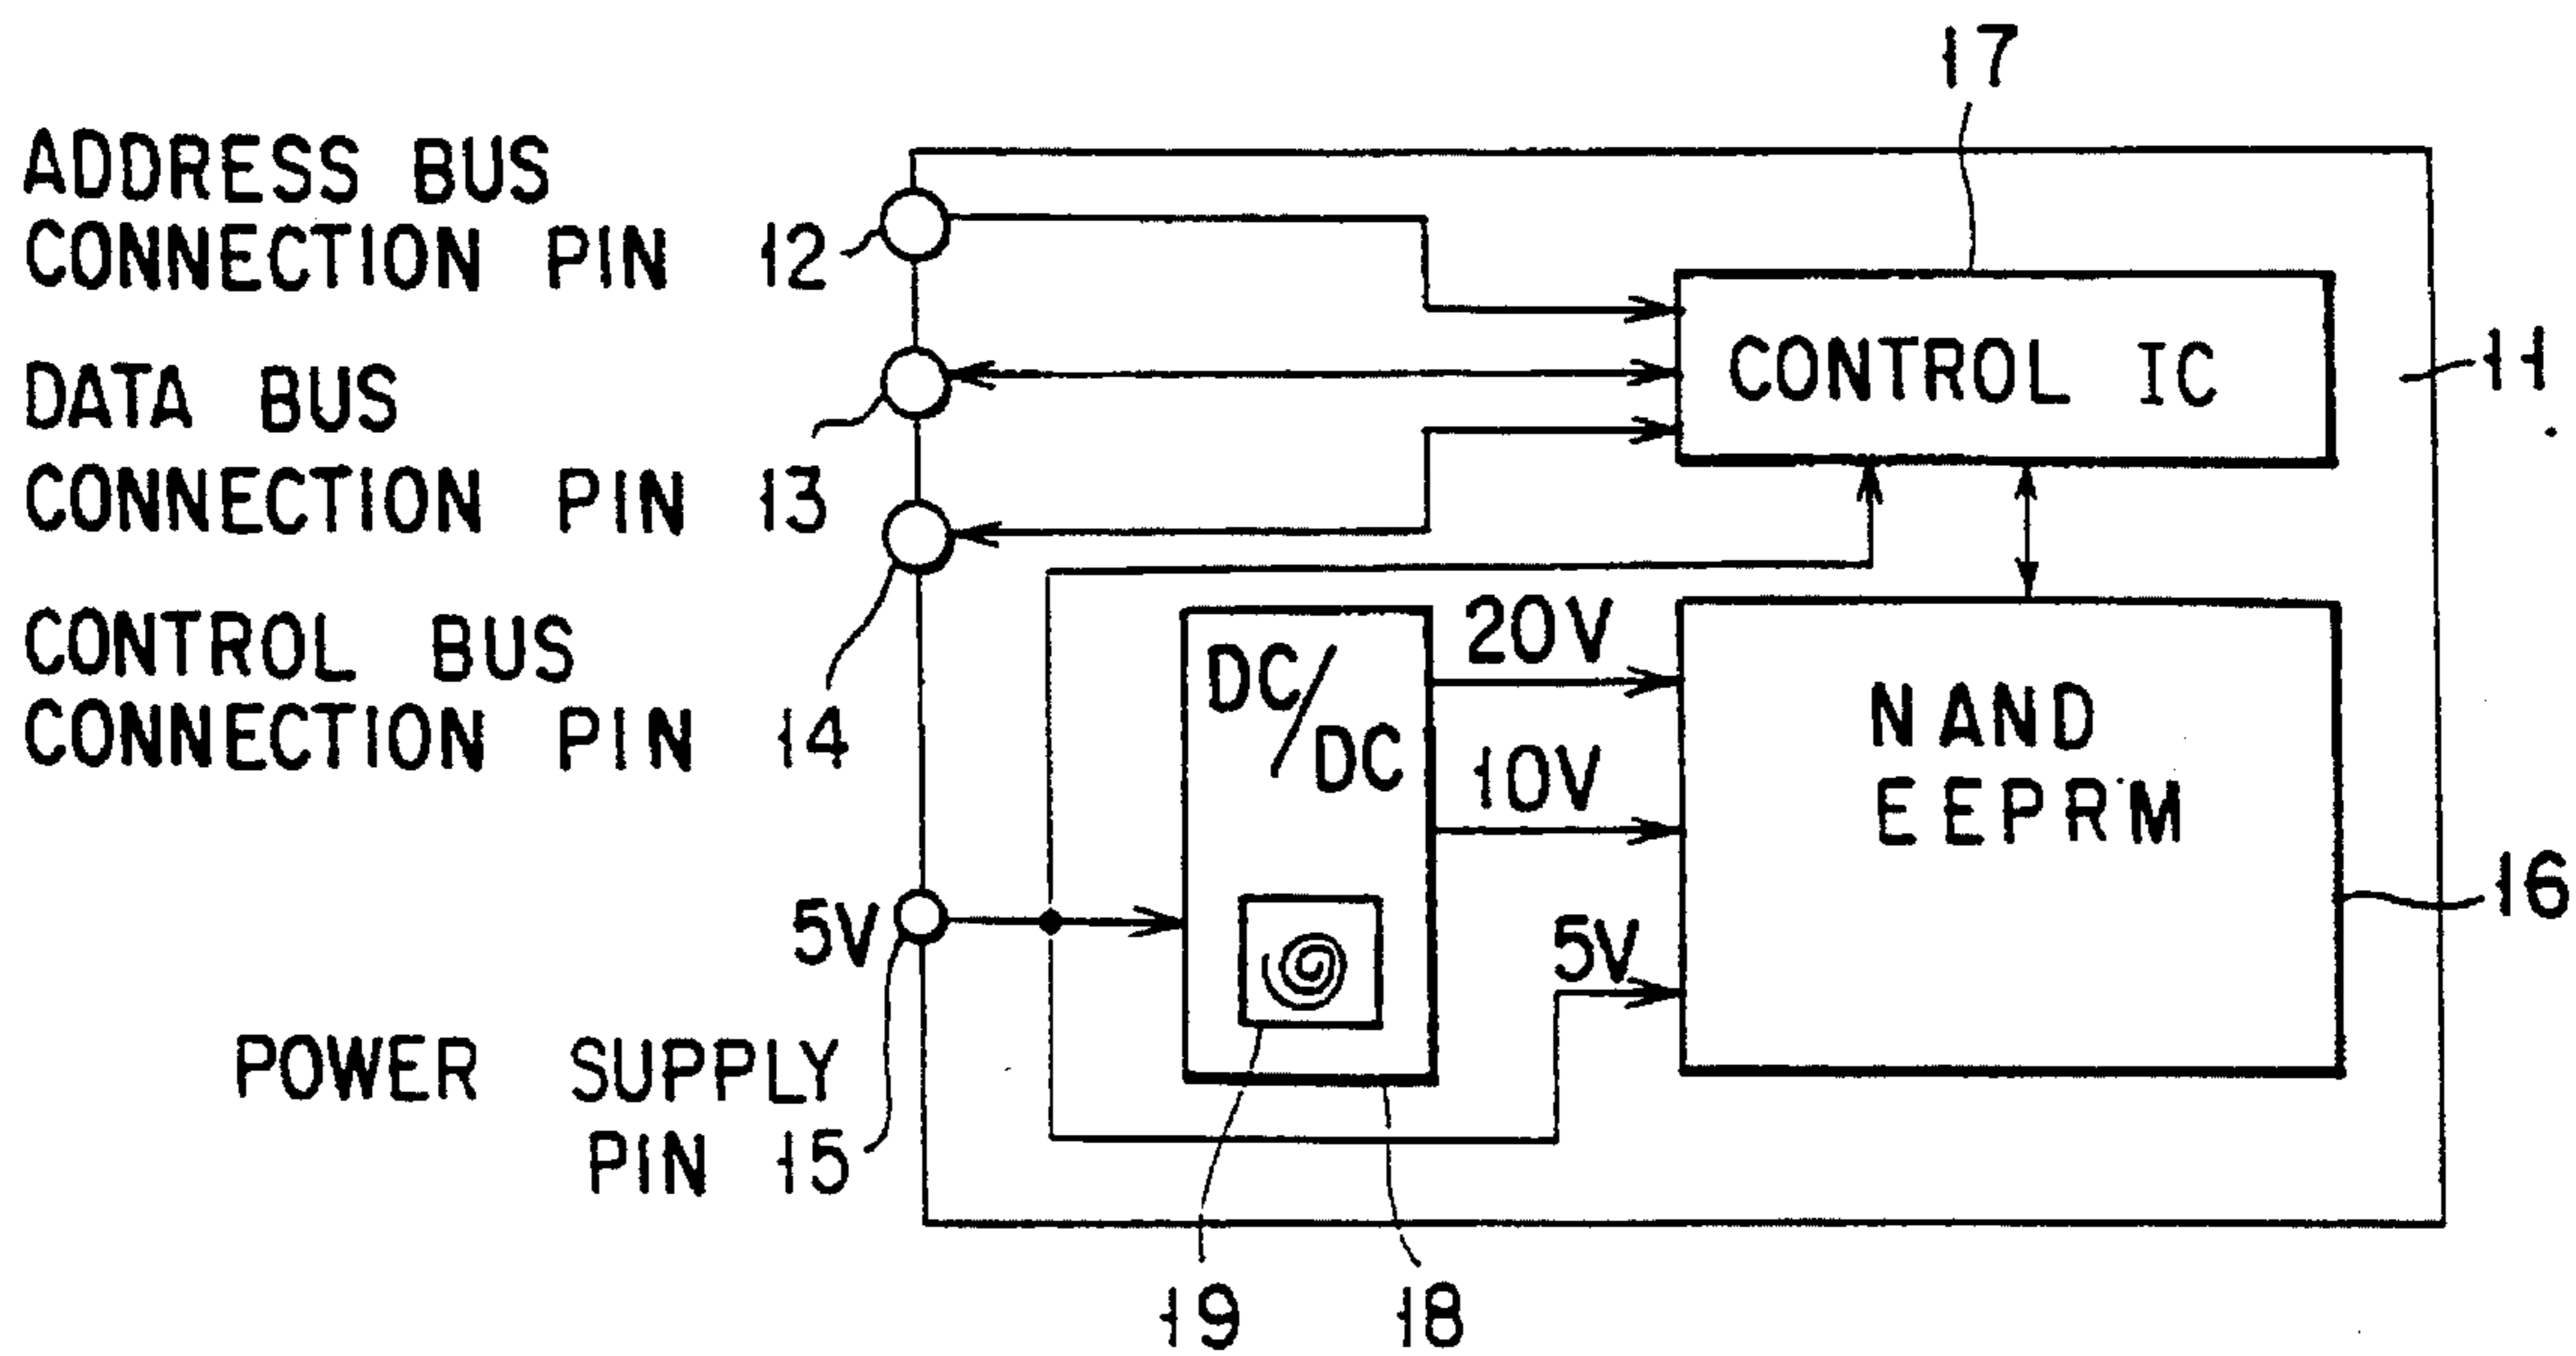 17
ADDRESS BUS
CONNECTION PIN 12
CONTROL IC
11
DATA BUS
CONNECTION PIN 13
CONTROL BUS
CONNECTION PIN 14
20V
DC/
DC
10V
NAND
EEPRM
16
5V
5V
POWER SUPPLY
PIN 15
19
18